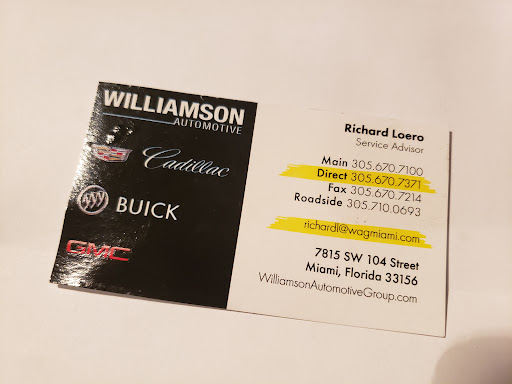 WILLIAMSON
AUTOMOTIVE
Cadillac
BUICK
GMC
Richard Loero
Service Advisor
Main 305.670.7100
Direct 305.670.7371
Fax 305.670.7214
Roadside 305.710.0693
richardl@wagmiami.com
7815 SW 104 Street
Miami, Florida 33156
WilliamsonAutomotiveGroup.com